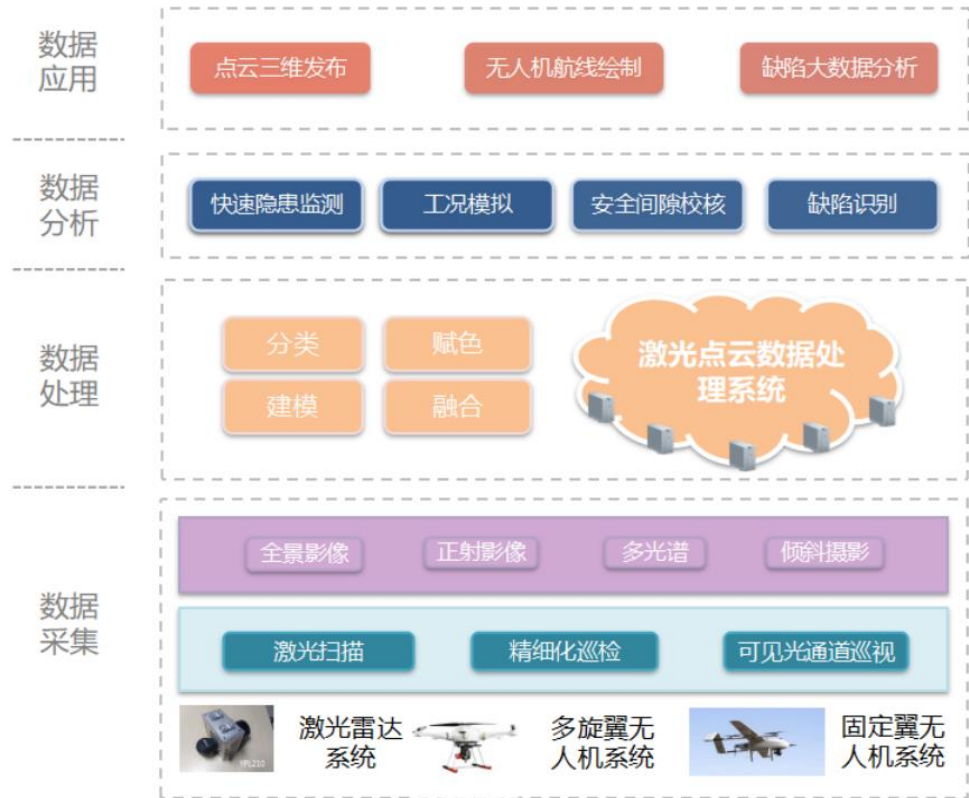 数据
应用
点云三维发布
无人机航线绘制
缺陷大数据分析
数据
分析
快速隐患监测
工况模拟
安全间隙校核
缺陷识别
数据
处理
分类
赋色
建模
融合
激光点云数据处
理系统
数据
采集
全景影像
正射影像
多光谱
倾斜摄影
激光扫描
精细化巡检
可见光通道巡视
YPL210
激光雷达
系统
多旋翼无
人机系统
固定翼无
人机系统